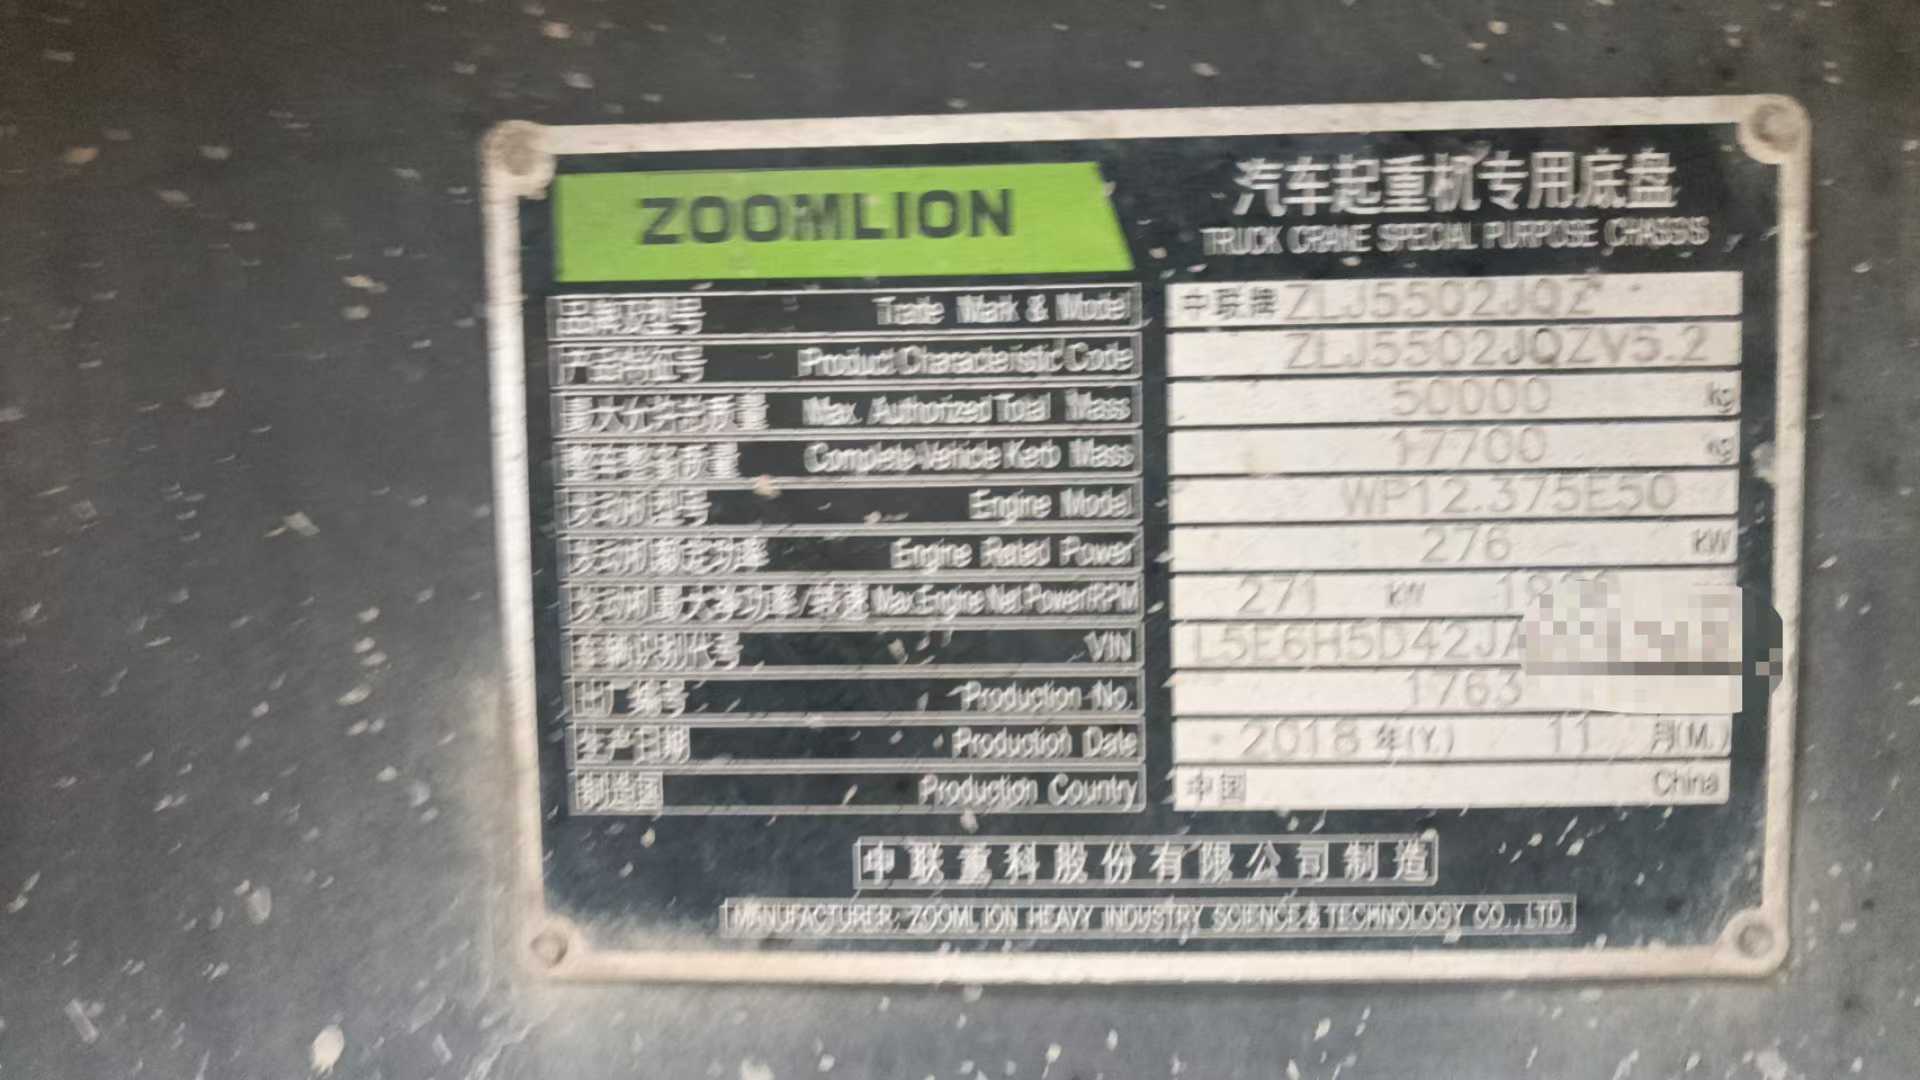 ZOOMLION
汽车起重机专用底盘
TRUCK CRANE SPECIAL PURPOSE CHASSIS
品牌及型号 Trade Mark & Model 中联牌 ZLJ5502JQZ
产品特征号 Product Characteristic Code ZLJ5502JQZV5.2
最大允许总质量 Max. Authorized Total Mass 50000 kg
整车整备质量 Complete Vehicle Kerb Mass 17700 kg
发动机型号 Engine Model WP12.375E50
发动机额定功率 Engine Rated Power 276 kW
发动机最大净功率/转速 Max.Engine Net Power/RPM 271 kW
车辆识别代号 VIN L5E6H5D42JA
出厂编号 Production No. 1763
生产日期 Production Date 2018 年(Y.) 11 月(M.)
制造国 Production Country 中国 China
中联重科股份有限公司制造
MANUFACTURER: ZOOMLION HEAVY INDUSTRY SCIENCE&TECHNOLOGY CO.,LTD.